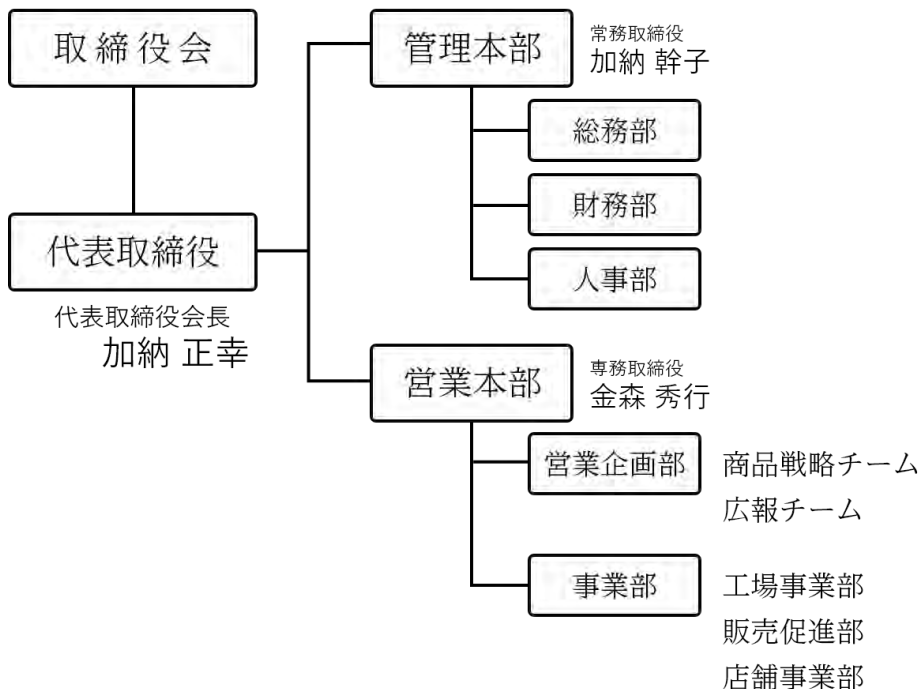 取締役会
代表取締役
代表取締役会長
加納 正幸
管理本部
常務取締役
加納 幹子
総務部
財務部
人事部
営業本部
専務取締役
金森 秀行
営業企画部
商品戦略チーム
広報チーム
事業部
工場事業部
販売促進部
店舗事業部